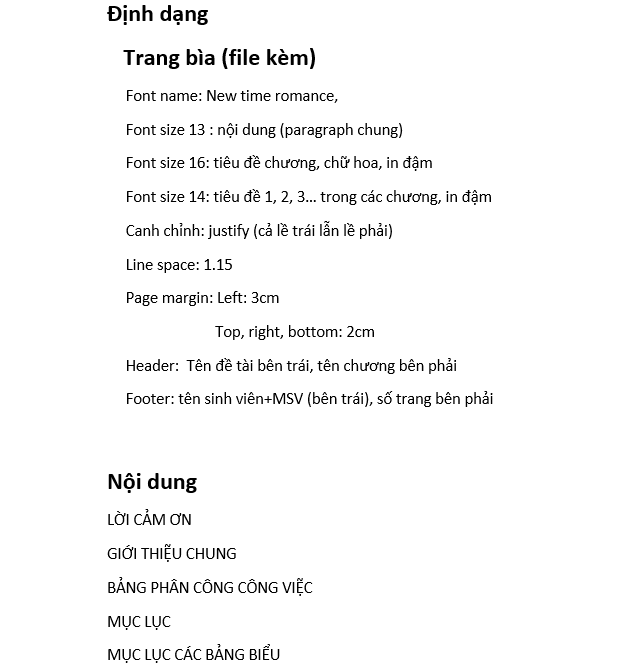 Định dạng
Trang bìa (file kèm)
Font name: New time romance,
Font size 13 : nội dung (paragraph chung)
Font size 16: tiêu đề chương, chữ hoa, in đậm
Font size 14: tiêu đề 1, 2, 3... trong các chương, in đậm
Canh chỉnh: justify (cả lề trái lẫn lề phải)
Line space: 1.15
Page margin: Left: 3cm
Top, right, bottom: 2cm
Header:  Tên đề tài bên trái, tên chương bên phải
Footer: tên sinh viên+MSV (bên trái), số trang bên phải
Nội dung
LỜI CẢM ƠN
GIỚI THIỆU CHUNG
BẢNG PHÂN CÔNG CÔNG VIỆC
MỤC LỤC
MỤC LỤC CÁC BẢNG BIỂU